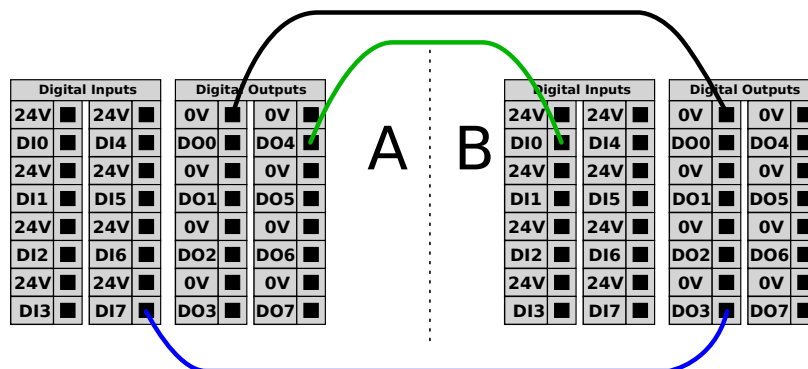 Digital Inputs Digital Outputs Digital Inputs Digital Outputs
24V 24V 0V 0V 24V 24V 0V 0V
DI0 DI4 DO0 DO4 A B DI0 DI4 DO0 DO4
24V 24V 0V 0V 24V 24V 0V 0V
DI1 DI5 DO1 DO5 DI1 DI5 DO1 DO5
24V 24V 0V 0V 24V 24V 0V 0V
DI2 DI6 DO2 DO6 DI2 DI6 DO2 DO6
24V 24V 0V 0V 24V 24V 0V 0V
DI3 DI7 DO3 DO7 DI3 DI7 DO3 DO7